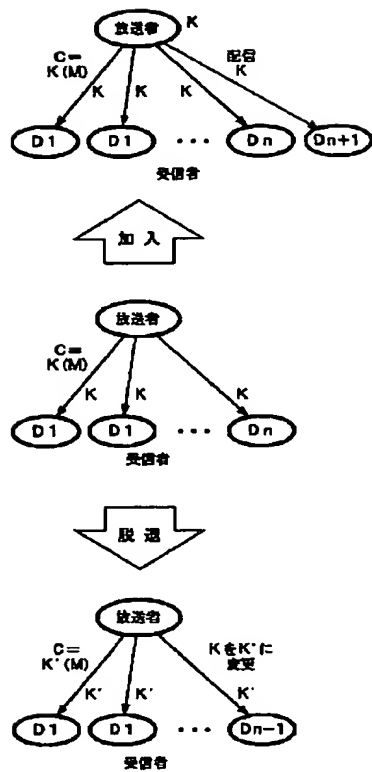 放送者 K
C= 配信
K(M) K K K K
D1 D1 ・・・ Dn Dn+1
受信者
加入
放送者
C=
K(M) K K K
D1 D1 ・・・ Dn
受信者
脱退
放送者
C= KをK'に
K'(M) 変更
K' K' K'
D1 D1 ・・・ Dn-1
受信者